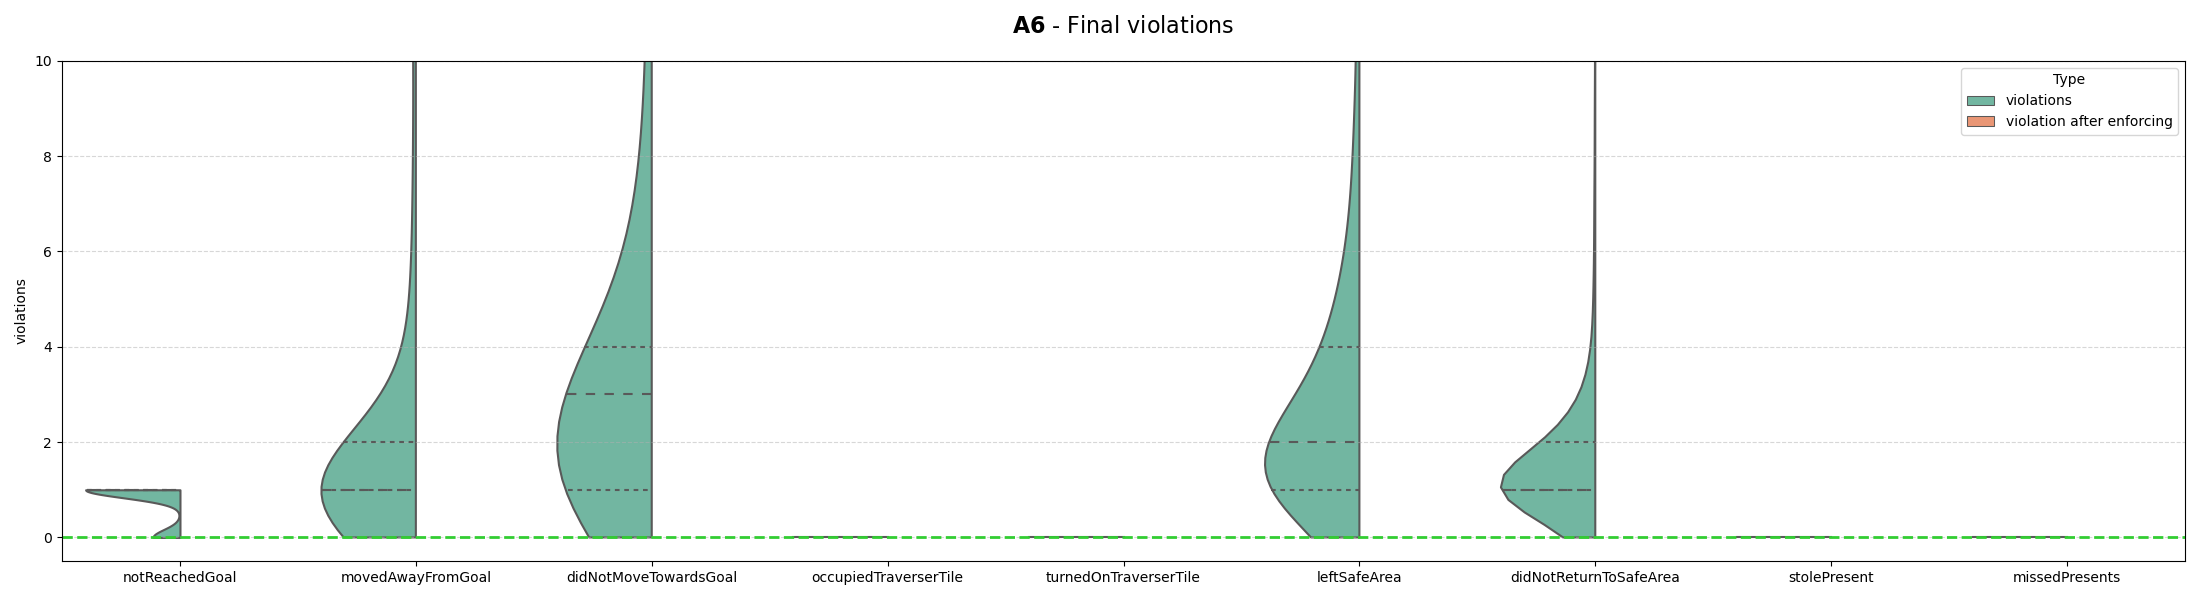 A6 - Final violations
10
8
6
4
2
0
violations
Type
violations
violation after enforcing
notReachedGoal
movedAwayFromGoal
didNotMoveTowardsGoal
occupiedTraverserTile
turnedOnTraverserTile
leftSafeArea
didNotReturnToSafeArea
stolePresent
missedPresents